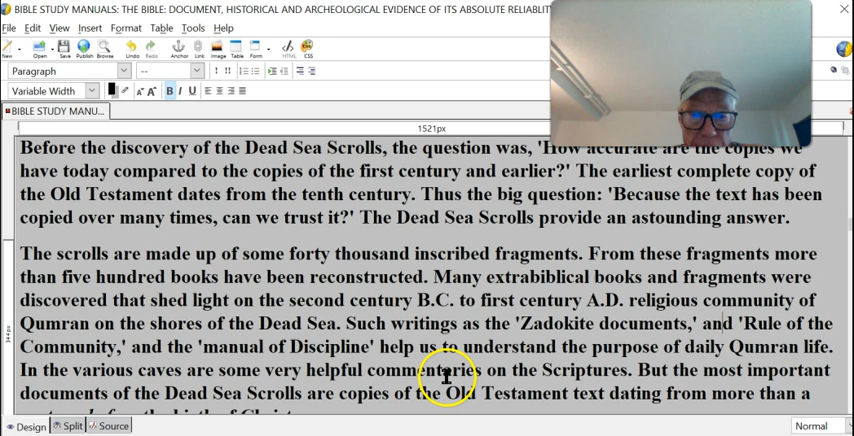 BIBLE STUDY MANUALS: THE BIBLE: DOCUMENT, HISTORICAL AND ARCHEOLOGICAL EVIDENCE OF ITS ABSOLUTE RELIABLIT
File Edit View Insert Format Table Tools Help
New Open Save Publish Browse Undo Redo Anchor Link Image Table Form HTML CSS
Paragraph --
Variable Width A A B I U
BIBLE STUDY MANU...
1521px
Before the discovery of the Dead Sea Scrolls, the question was, 'How accurate are the copies we
have today compared to the copies of the first century and earlier?' The earliest complete copy of
the Old Testament dates from the tenth century. Thus the big question: 'Because the text has been
copied over many times, can we trust it?' The Dead Sea Scrolls provide an astounding answer.
The scrolls are made up of some forty thousand inscribed fragments. From these fragments more
than five hundred books have been reconstructed. Many extrabiblical books and fragments were
discovered that shed light on the second century B.C. to first century A.D. religious community of
Qumran on the shores of the Dead Sea. Such writings as the 'Zadokite documents,' and 'Rule of the
Community,' and the 'manual of Discipline' help us to understand the purpose of daily Qumran life.
In the various caves are some very helpful commentaries on the Scriptures. But the most important
documents of the Dead Sea Scrolls are copies of the Old Testament text dating from more than a
the birth of Christ
344px
Design Split Source Normal